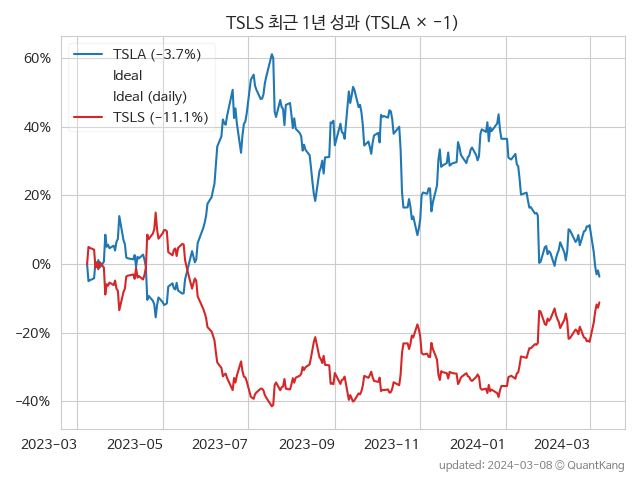 TSLS 최근 1년 성과 (TSLA × −1)
TSLA (−3.7%)
Ideal
Ideal (daily)
TSLS (−11.1%)
60%
40%
20%
0%
−20%
−40%
2023−03 2023−05 2023−07 2023−09 2023−11 2024−01 2024−03
updated: 2024−03−08 © QuantKang